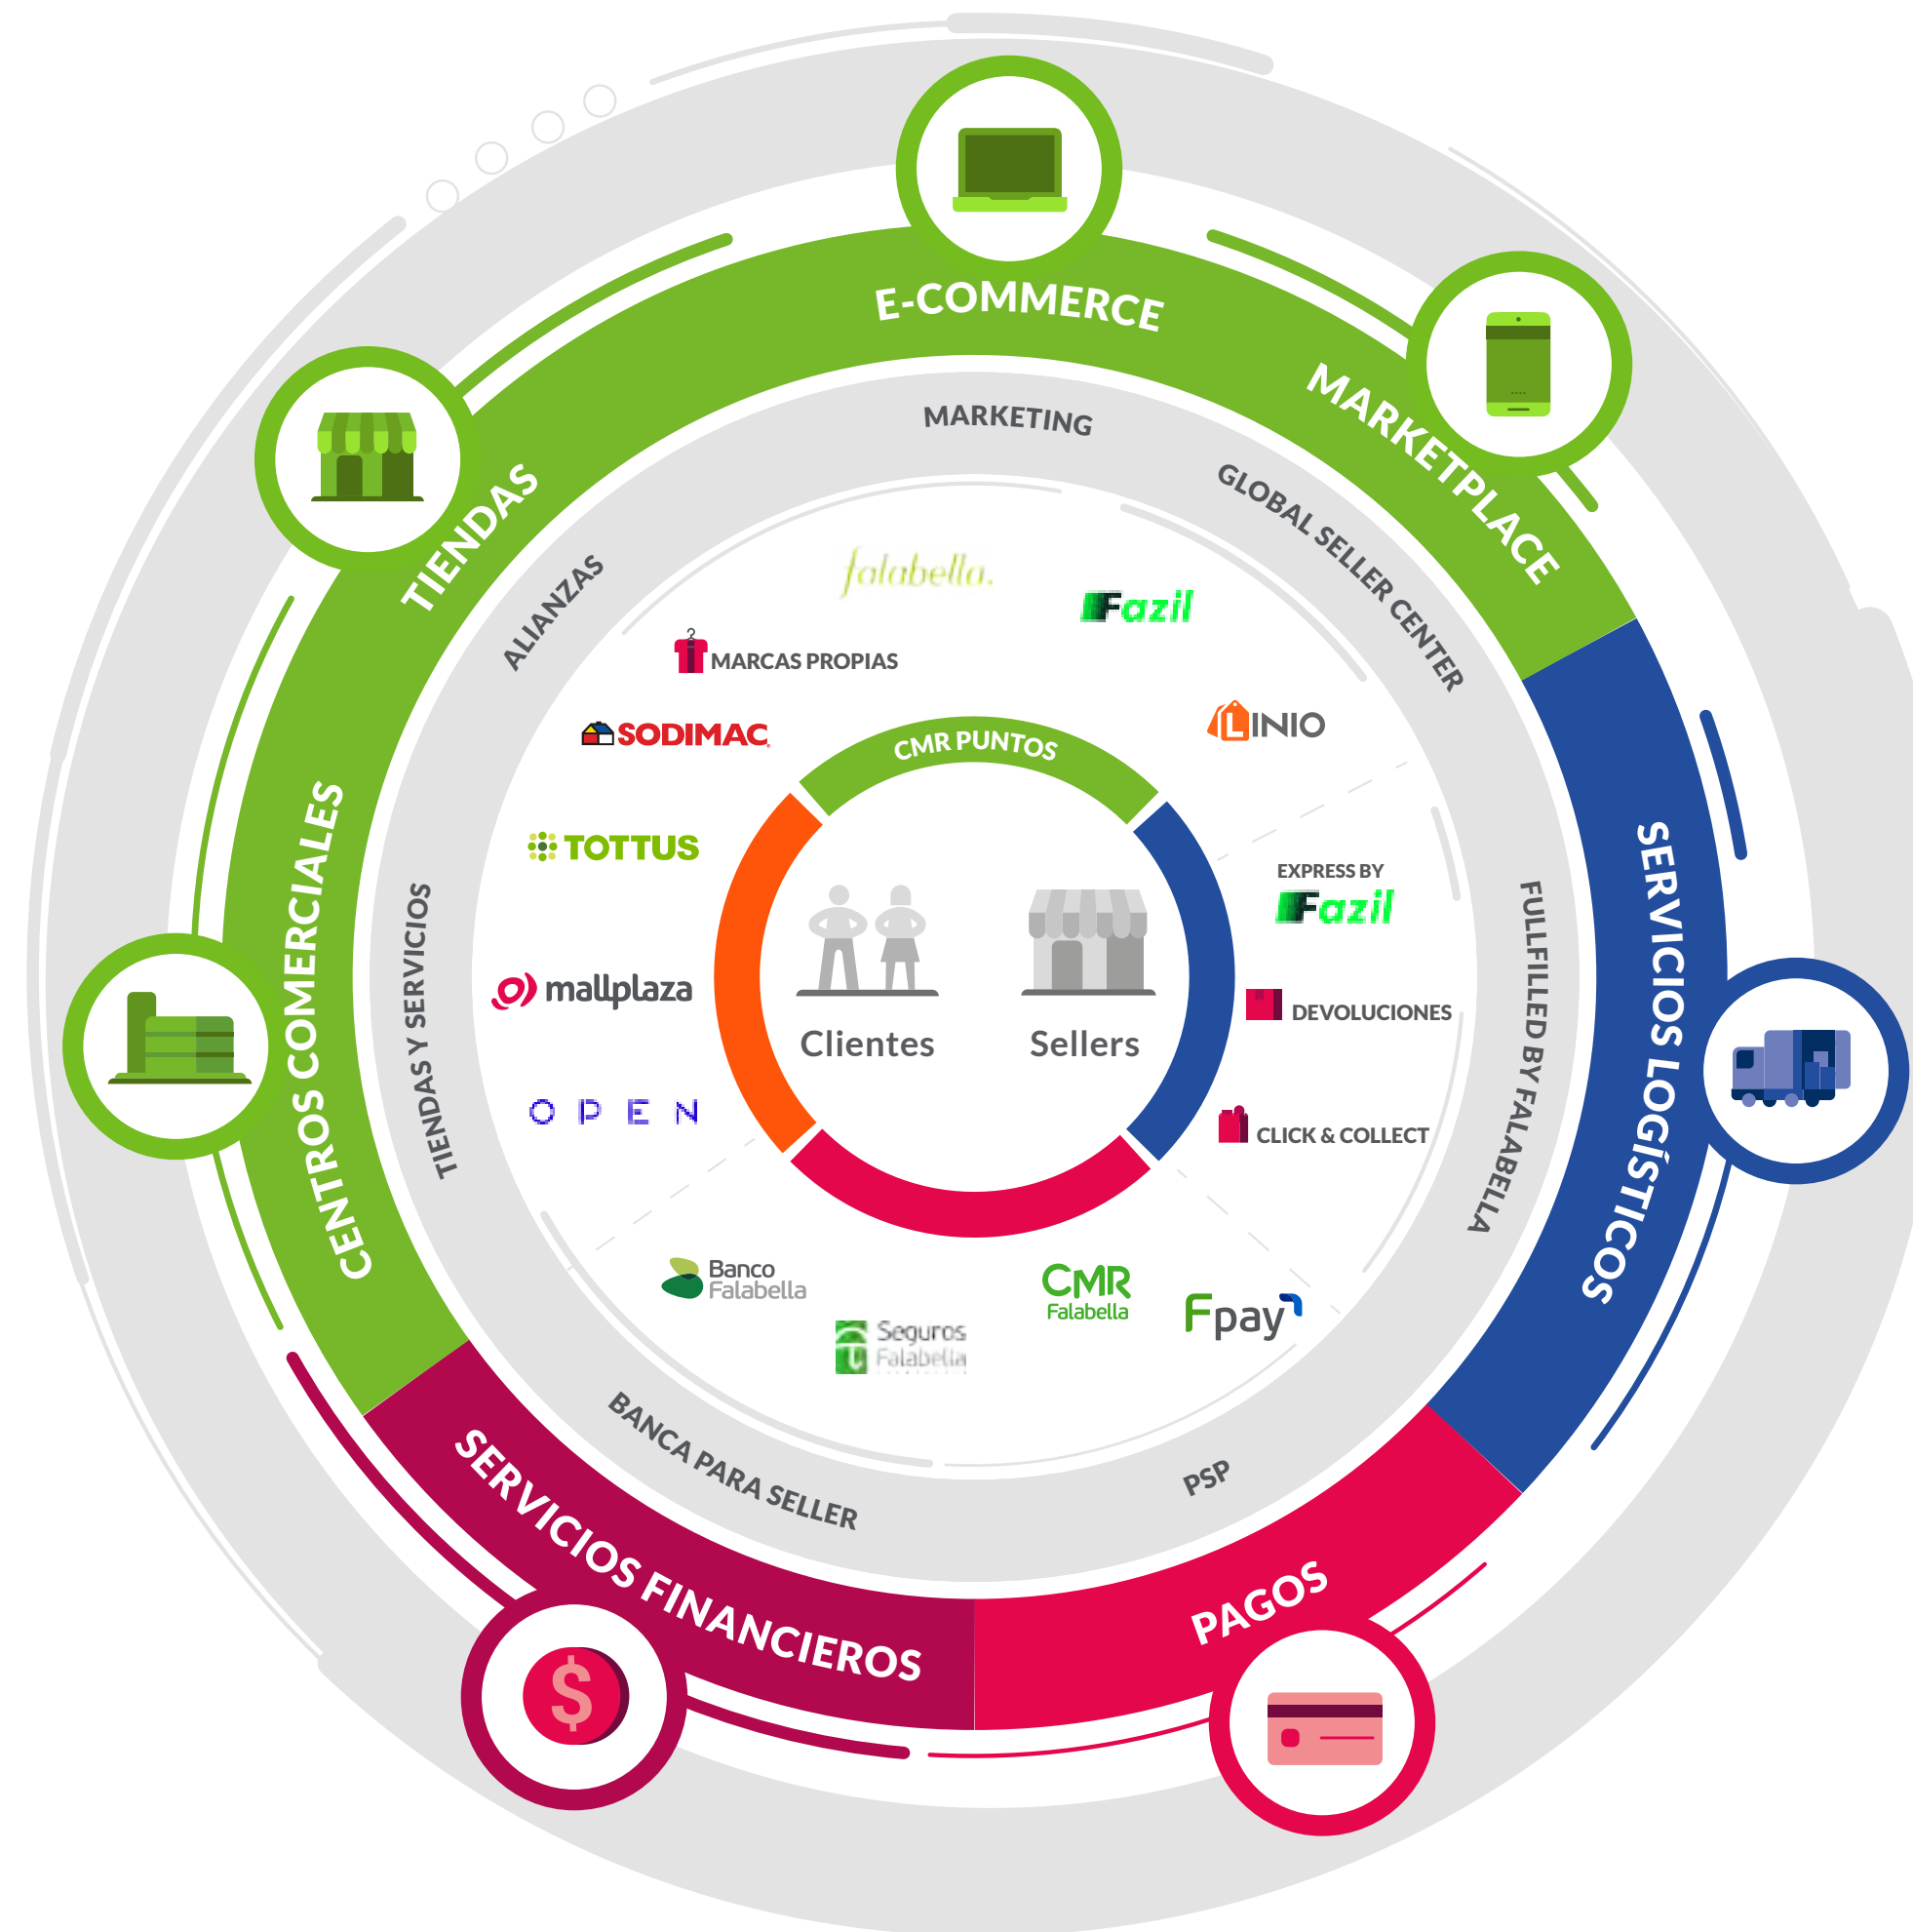 E-COMMERCE
MARKETPLACE
TIENDAS
CENTROS COMERCIALES
SERVICIOS LOGÍSTICOS
SERVICIOS FINANCIEROS
PAGOS
MARKETING
GLOBAL SELLER CENTER
ALIANZAS
TIENDAS Y SERVICIOS
FULLFILLED BY FALABELLA
BANCA PARA SELLER
PSP
falabella.
Fazil
MARCAS PROPIAS
SODIMAC
LINIO
CMR PUNTOS
TOTTUS
EXPRESS BY
Fazil
mallplaza
DEVOLUCIONES
Clientes
Sellers
OPEN
CLICK & COLLECT
Banco
Falabella
CMR
Falabella
Fpay
Seguros
Falabella
$